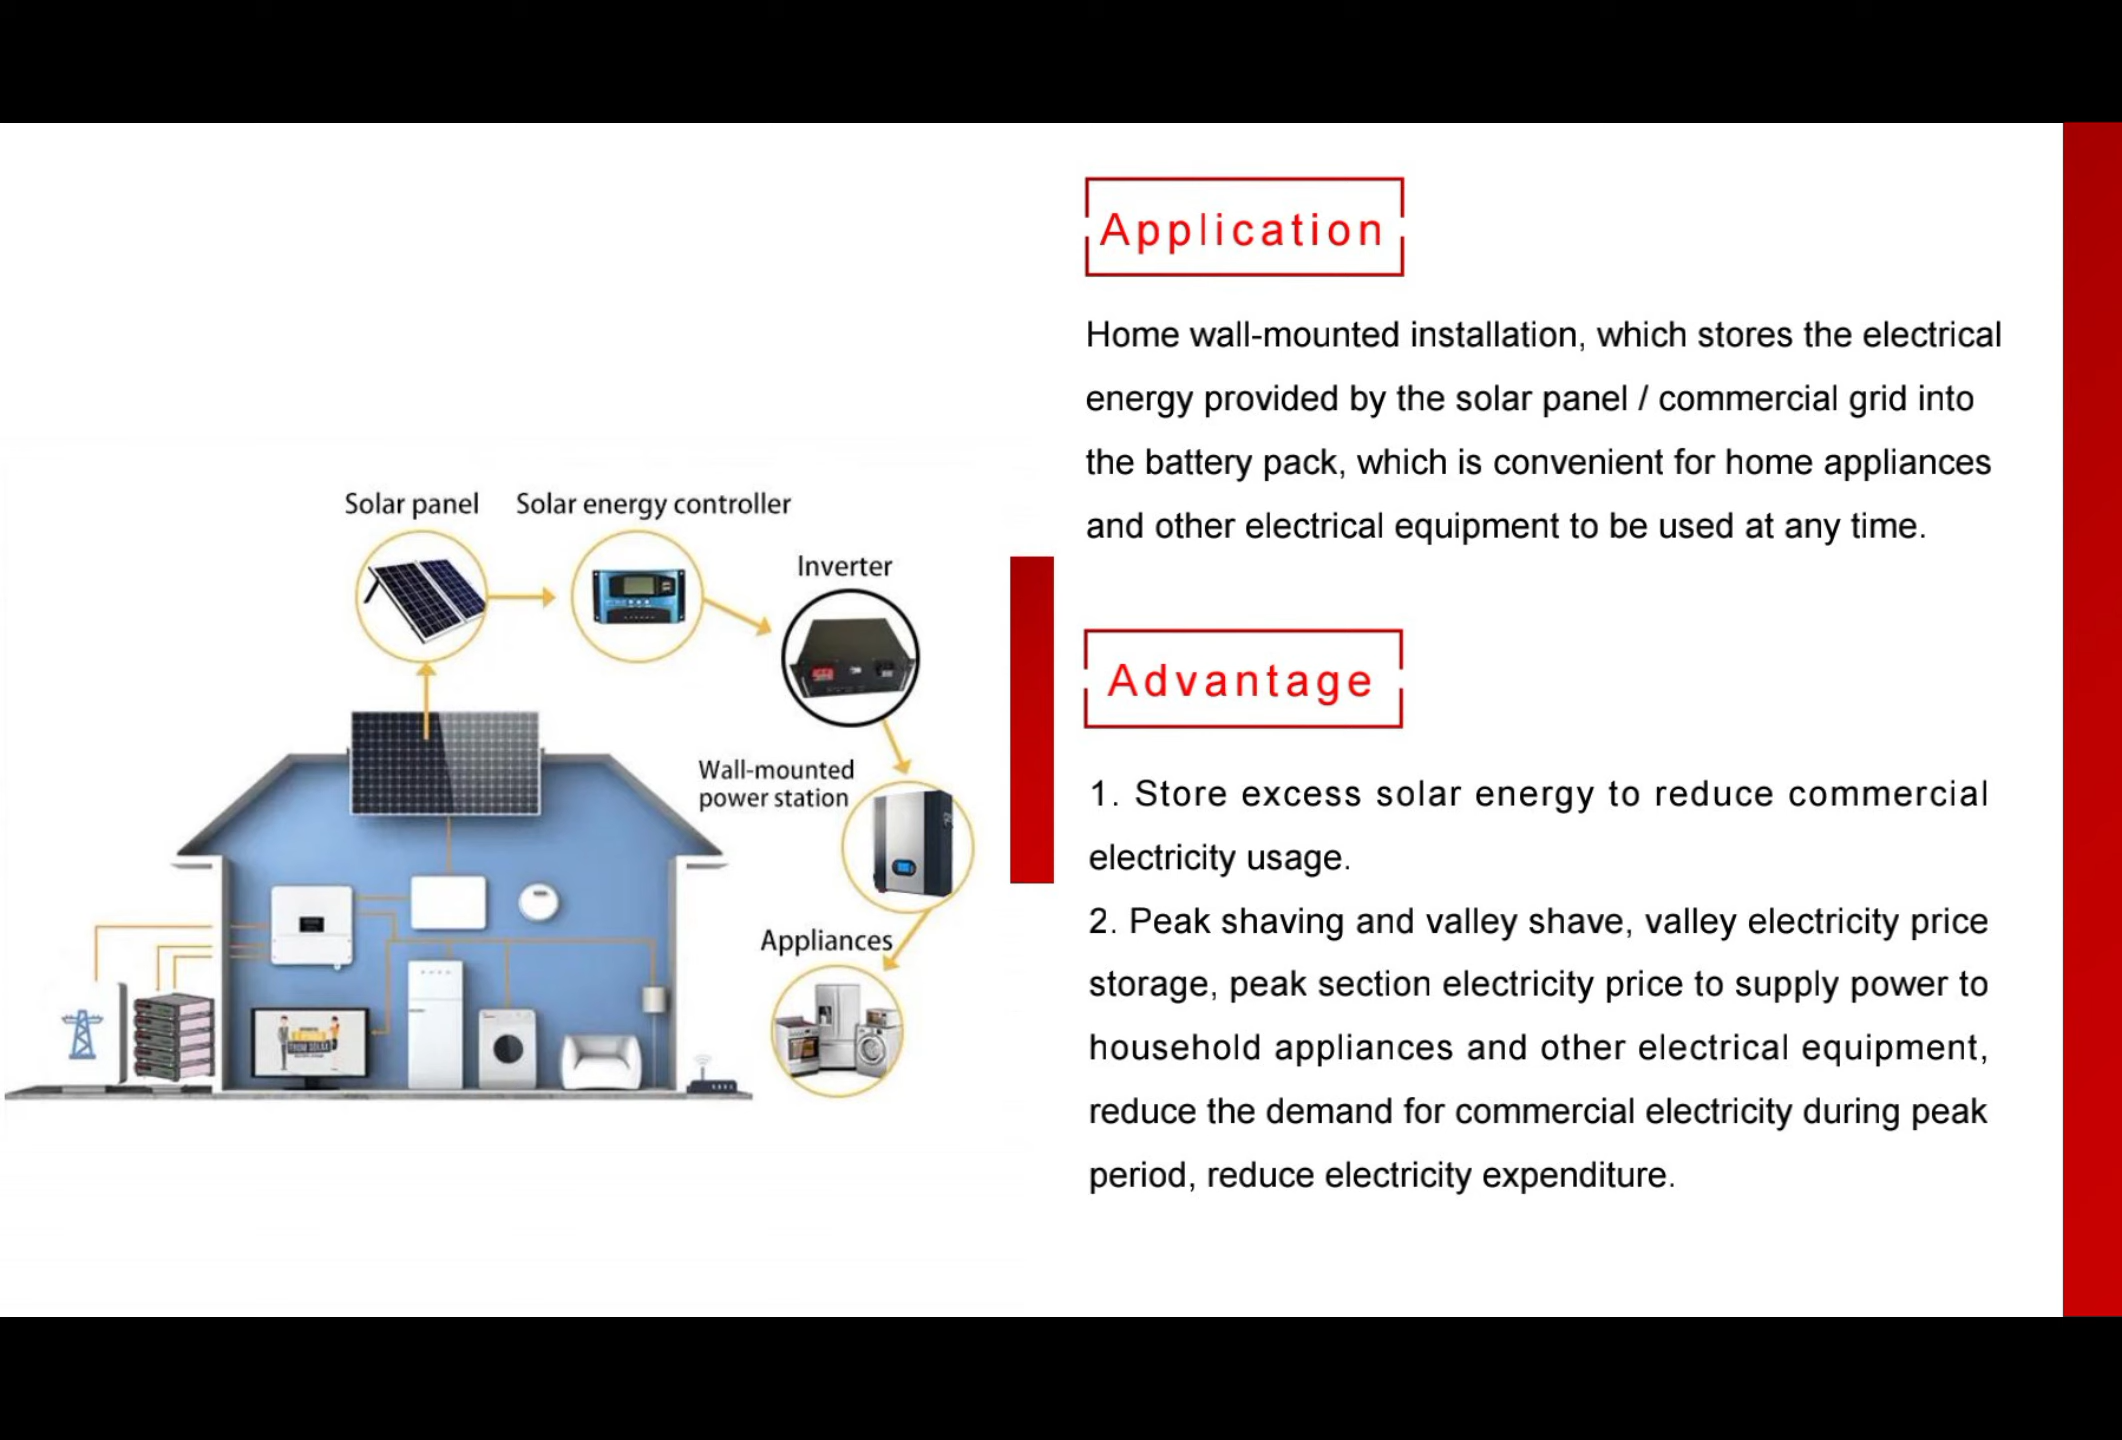 Application
Home wall-mounted installation, which stores the electrical
energy provided by the solar panel / commercial grid into
the battery pack, which is convenient for home appliances
and other electrical equipment to be used at any time.
Solar panel
Solar energy controller
Inverter
Wall-mounted
power station
Appliances
Advantage
1. Store excess solar energy to reduce commercial
electricity usage.
2. Peak shaving and valley shave, valley electricity price
storage, peak section electricity price to supply power to
household appliances and other electrical equipment,
reduce the demand for commercial electricity during peak
period, reduce electricity expenditure.